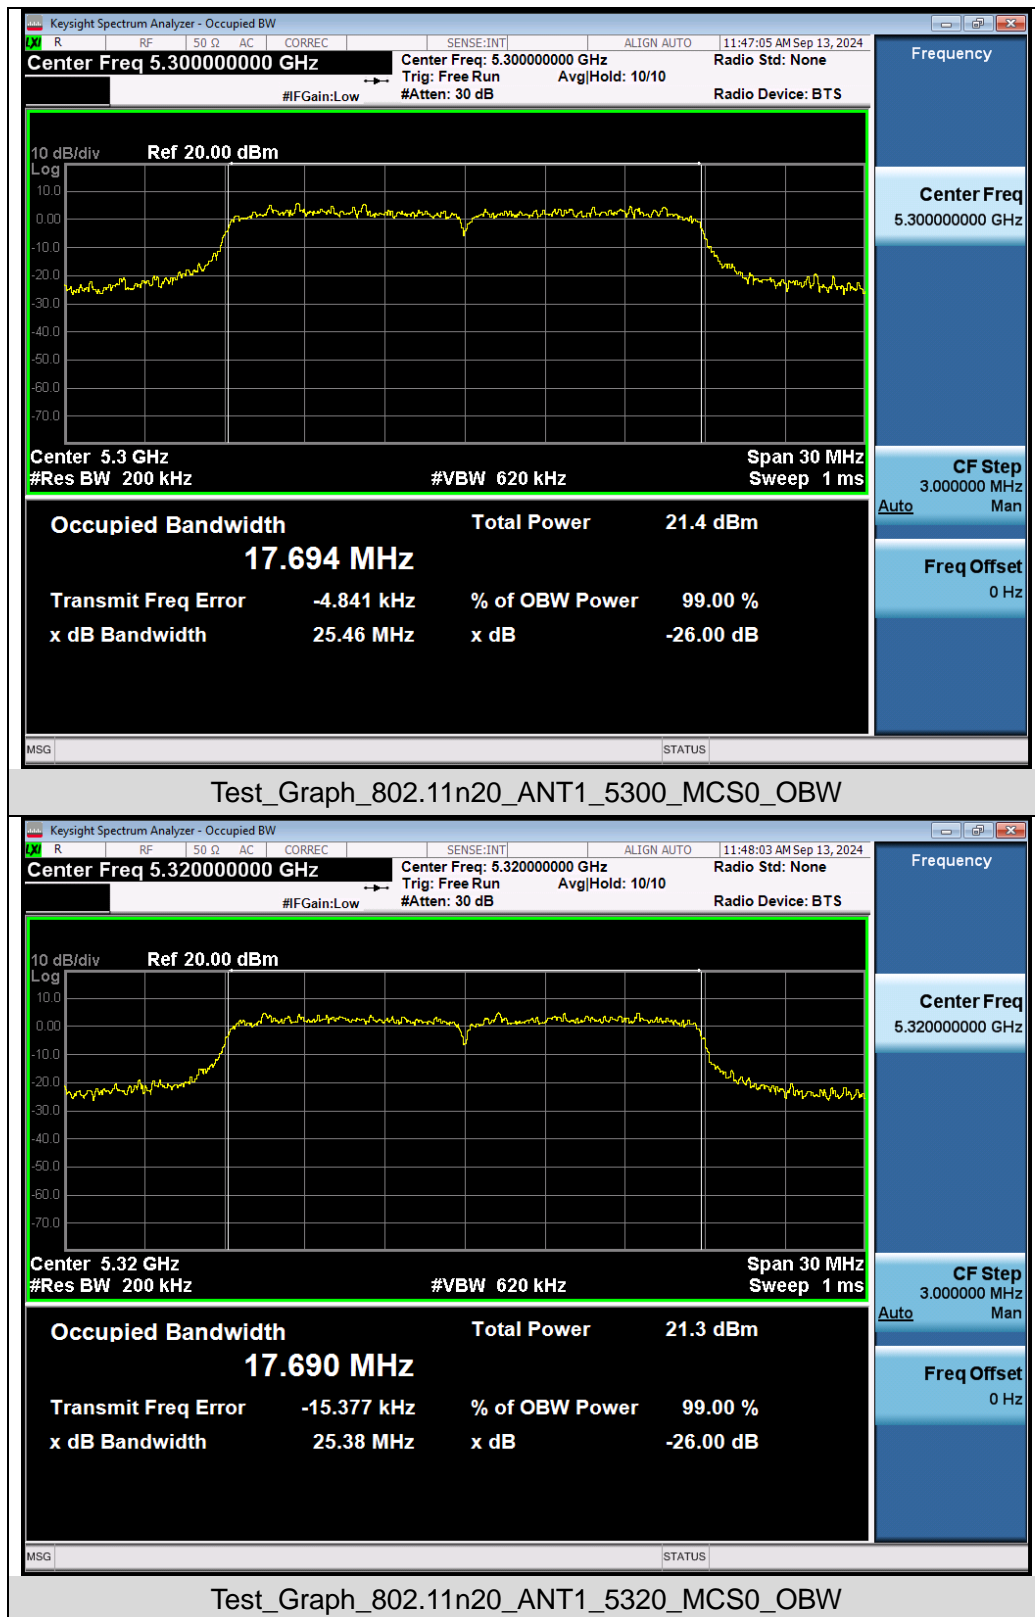 Keysight Spectrum Analyzer - Occupied BW
LXI R RF 50 Ω AC CORREC SENSE:INT ALIGN AUTO 11:47:05 AM Sep 13, 2024
Center Freq 5.300000000 GHz
Center Freq: 5.300000000 GHz
Radio Std: None
Trig: Free Run Avg|Hold: 10/10
#IFGain:Low
#Atten: 30 dB
Radio Device: BTS
Frequency
10 dB/div Ref 20.00 dBm
Log
10.0
0.00
-10.0
-20.0
-30.0
-40.0
-50.0
-60.0
-70.0
Center Freq
5.300000000 GHz
Center 5.3 GHz Span 30 MHz
#Res BW 200 kHz #VBW 620 kHz Sweep 1 ms
CF Step
3.000000 MHz
Auto Man
Occupied Bandwidth Total Power 21.4 dBm
17.694 MHz
Transmit Freq Error -4.841 kHz % of OBW Power 99.00 %
x dB Bandwidth 25.46 MHz x dB -26.00 dB
Freq Offset
0 Hz
MSG STATUS
Test_Graph_802.11n20_ANT1_5300_MCS0_OBW
Keysight Spectrum Analyzer - Occupied BW
LXI R RF 50 Ω AC CORREC SENSE:INT ALIGN AUTO 11:48:03 AM Sep 13, 2024
Center Freq 5.320000000 GHz
Center Freq: 5.320000000 GHz
Radio Std: None
Trig: Free Run Avg|Hold: 10/10
#IFGain:Low
#Atten: 30 dB
Radio Device: BTS
Frequency
10 dB/div Ref 20.00 dBm
Log
10.0
0.00
-10.0
-20.0
-30.0
-40.0
-50.0
-60.0
-70.0
Center Freq
5.320000000 GHz
Center 5.32 GHz Span 30 MHz
#Res BW 200 kHz #VBW 620 kHz Sweep 1 ms
CF Step
3.000000 MHz
Auto Man
Occupied Bandwidth Total Power 21.3 dBm
17.690 MHz
Transmit Freq Error -15.377 kHz % of OBW Power 99.00 %
x dB Bandwidth 25.38 MHz x dB -26.00 dB
Freq Offset
0 Hz
MSG STATUS
Test_Graph_802.11n20_ANT1_5320_MCS0_OBW